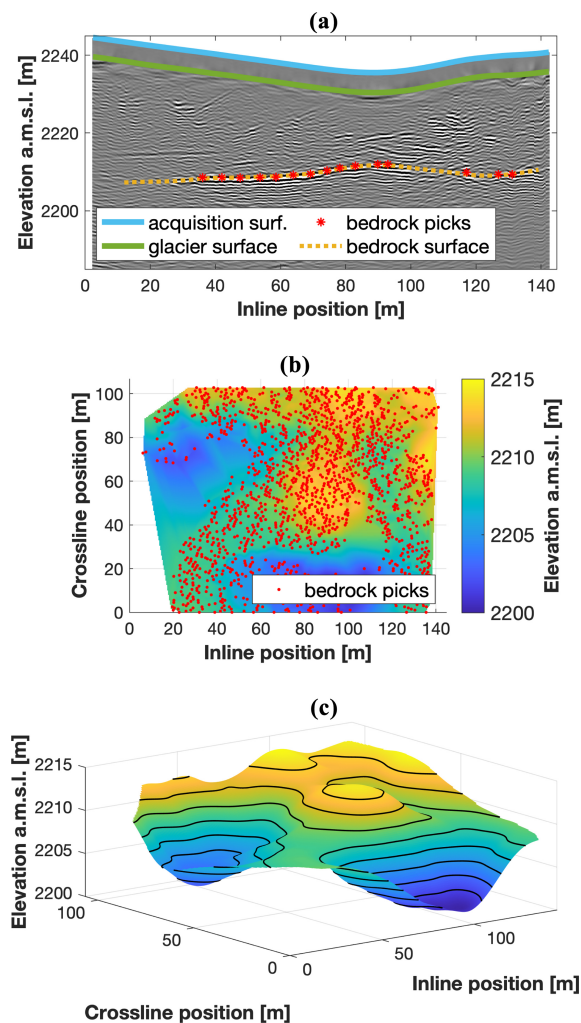 (a)
Elevation a.m.s.l. [m]
2240
2220
2200
acquisition surf.
bedrock picks
glacier surface
bedrock surface
0 20 40 60 80 100 120 140
Inline position [m]
(b)
Crossline position [m]
100
80
60
40
20
0
bedrock picks
0 20 40 60 80 100 120 140
Inline position [m]
2215
2210
2205
2200
Elevation a.m.s.l. [m]
(c)
Elevation a.m.s.l. [m]
2215
2210
2205
2200
100
50
0
0
50
100
Inline position [m]
Crossline position [m]